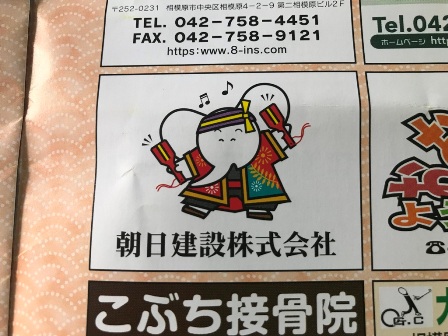 〒252-0231 相模原市中央区相模原4-2-9 第二相模原ビル2F
TEL. 042-758-4451
FAX. 042-758-9121
https:www.8-ins.com
Tel.042
ホームページ http
朝日建設株式会社
こぶち接骨院
G.C